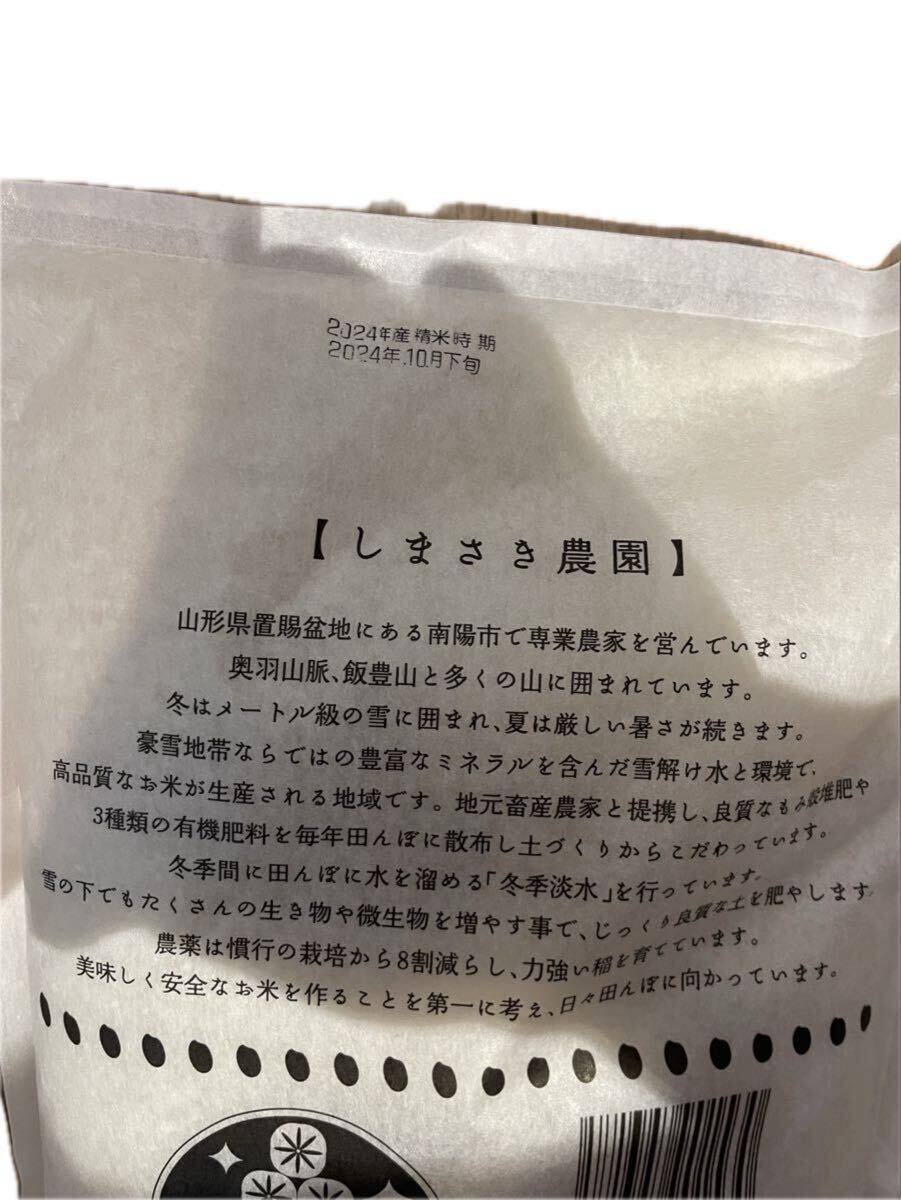 2024年産 精米時期
2024年.10月下旬
【しまさき農園】
山形県置賜盆地にある南陽市で専業農家を営んでいます。
奥羽山脈、飯豊山と多くの山に囲まれています。
冬はメートル級の雪に囲まれ、夏は厳しい暑さが続きます。
豪雪地帯ならではの豊富なミネラルを含んだ雪解け水と環境で、
高品質なお米が生産される地域です。地元畜産農家と提携し、良質なもみ殻堆肥や
3種類の有機肥料を毎年田んぼに散布し土づくりからこだわっています。
冬季間に田んぼに水を溜める「冬季淡水」を行っています。
雪の下でもたくさんの生き物や微生物を増やす事で、じっくり良質な土を肥やします。
農薬は慣行の栽培から8割減らし、力強い稲を育てています。
美味しく安全なお米を作ることを第一に考え、日々田んぼに向かっています。